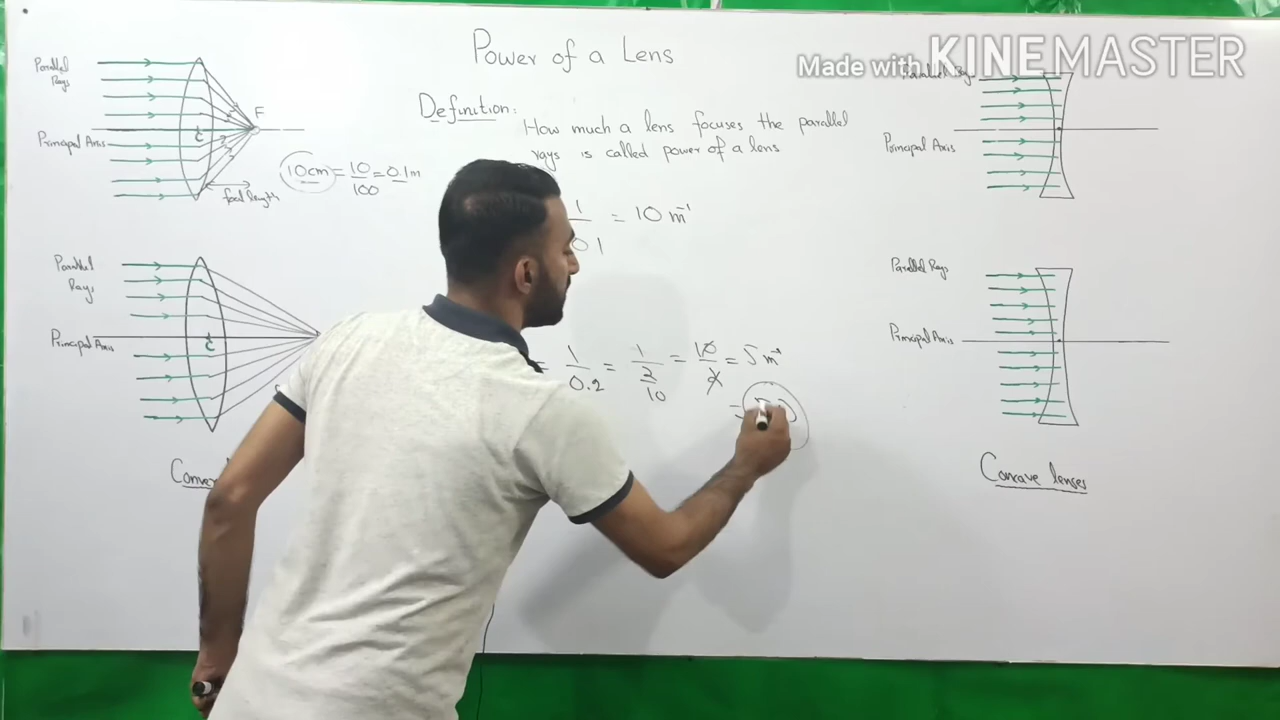 Power of a Lens
Made with KINEMASTER
Parallel
Rays
F
Principal Axis
C
10cm = 10/100 = 0.1m
focal length
Definition:
How much a lens focuses the parallel
rays is called power of a lens
1/01 = 10 m⁻¹
Parallel
Rays
Principal Axis
C
= 1/0.2 = 1/(2/10) = 10/2 = 5 m⁻¹
=
Principal Axis
Parallel Rays
Principal Axis
Concave lenses